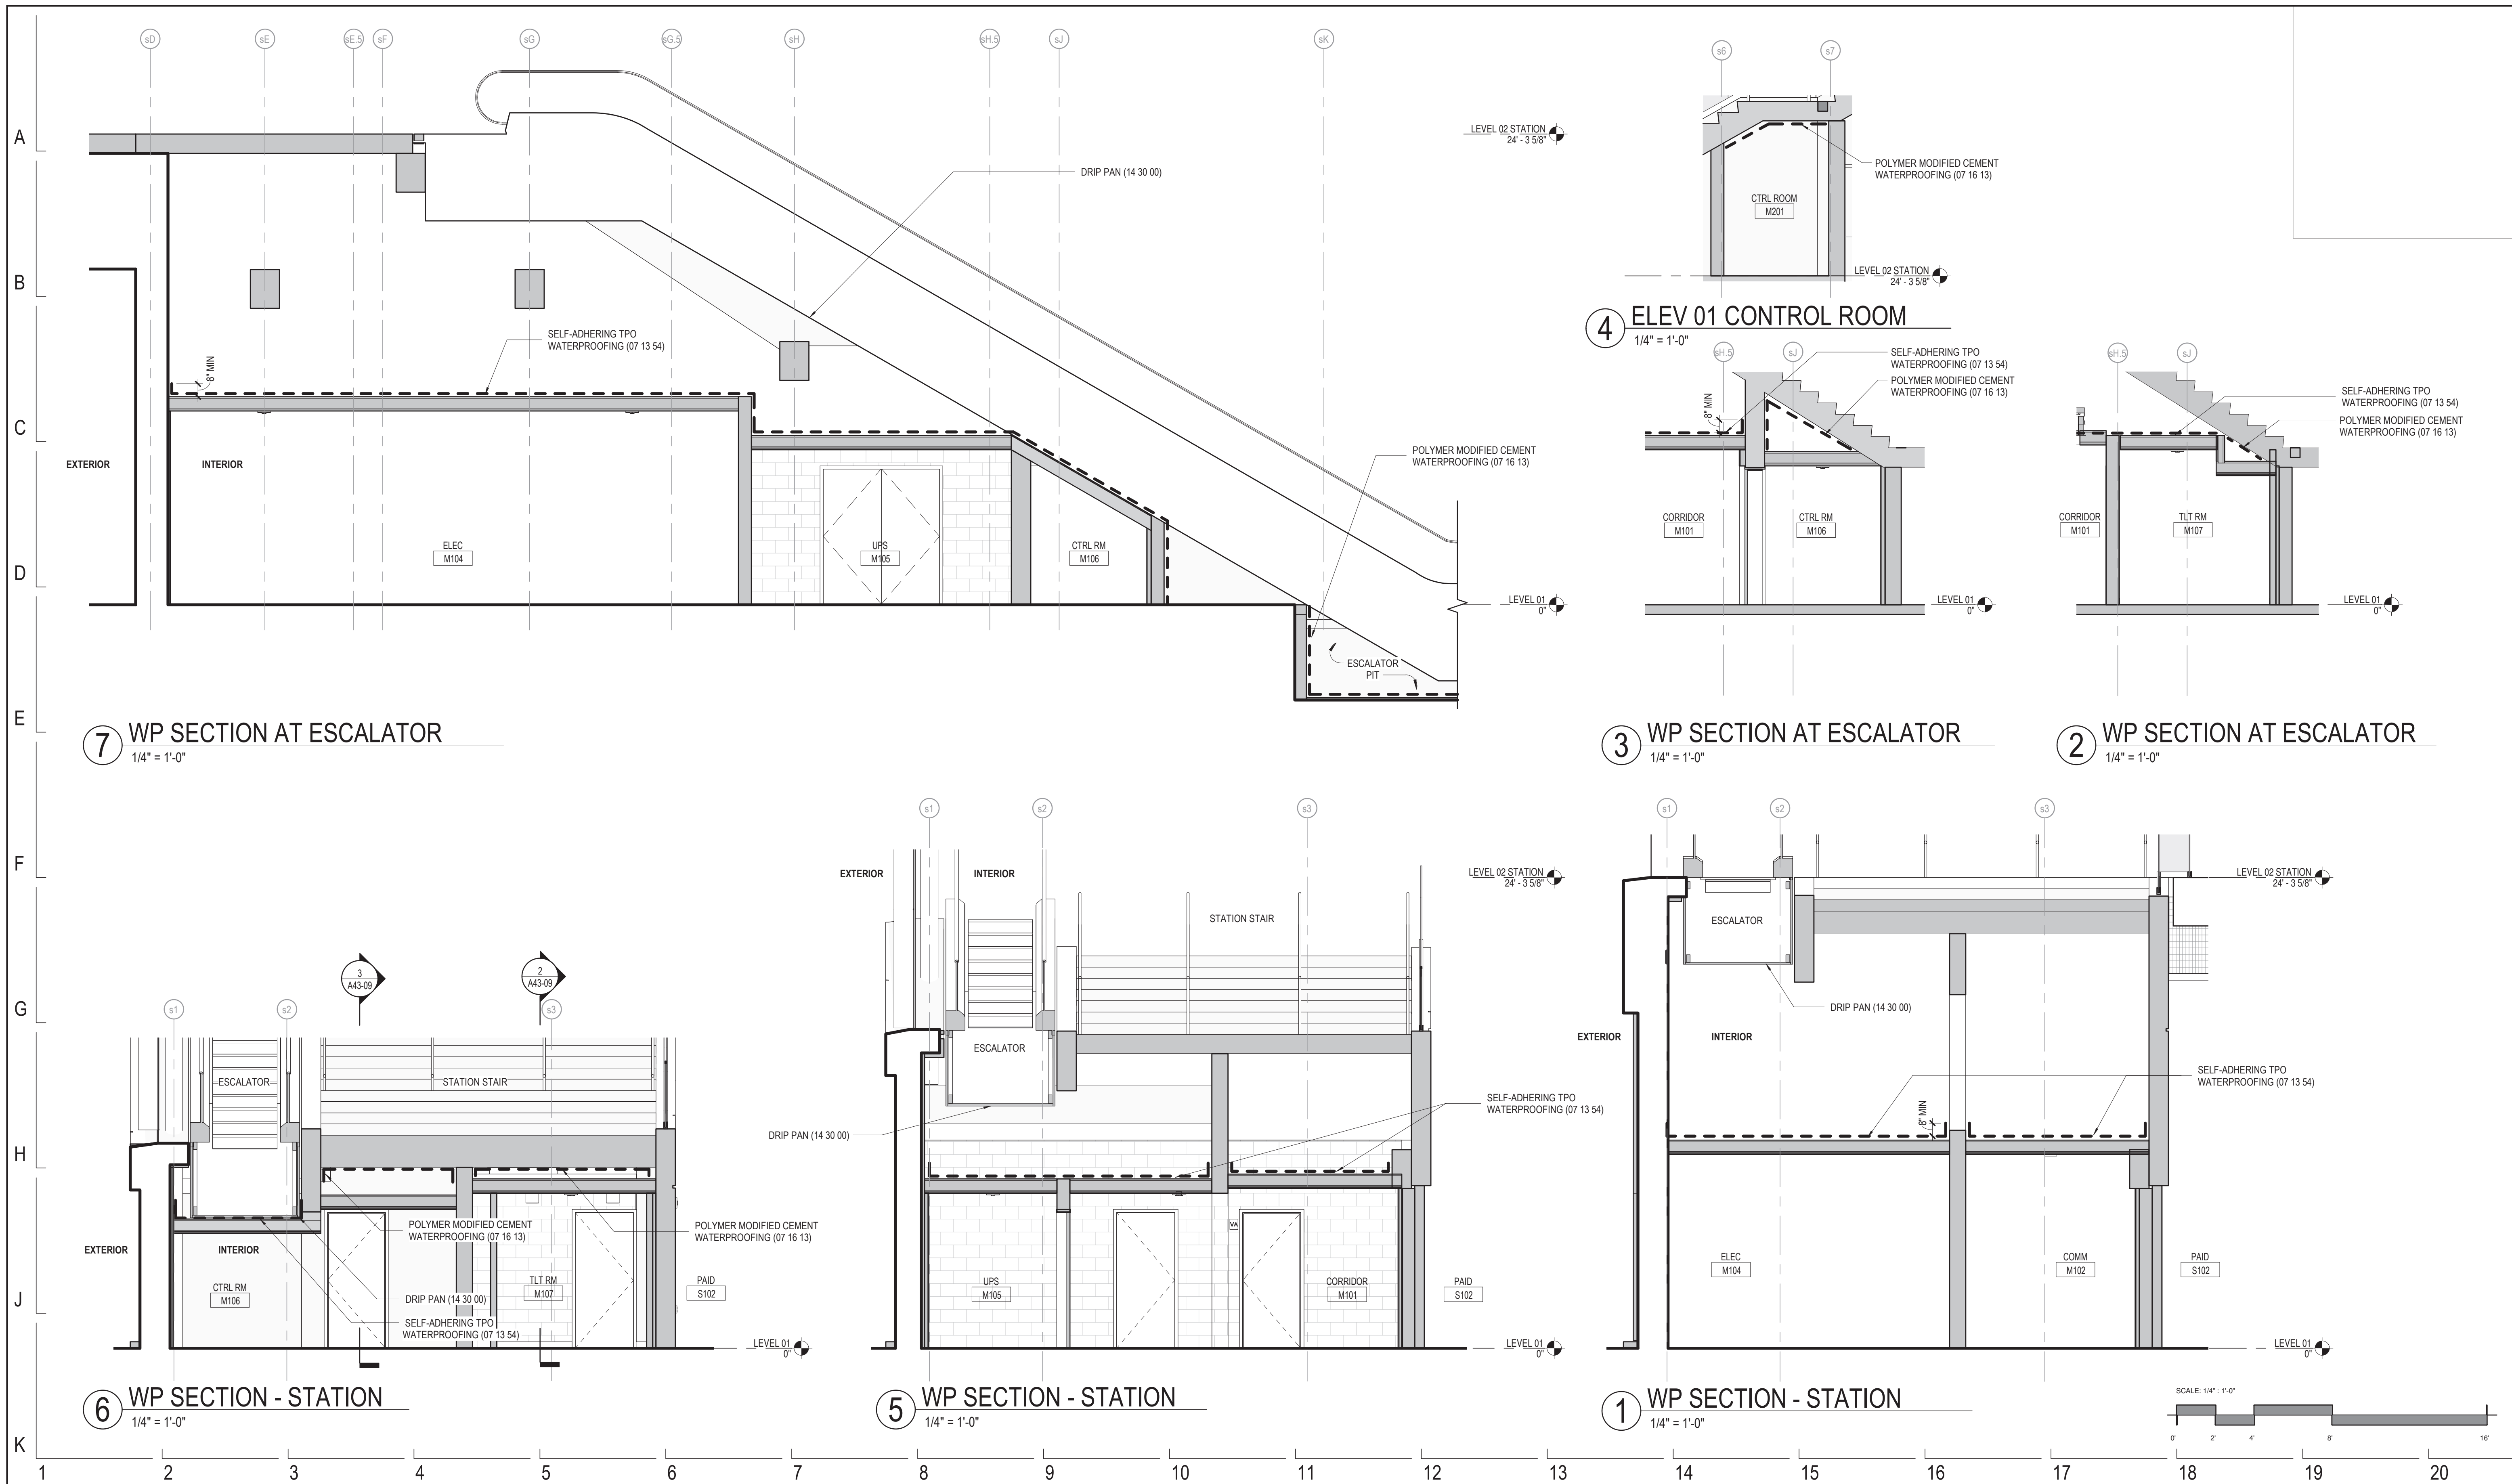 sD
sE
sE.5
sF
sG
sG.5
sH
sH.5
sJ
sK
LEVEL 02 STATION
24' - 3 5/8"
DRIP PAN (14 30 00)
SELF-ADHERING TPO
WATERPROOFING (07 13 54)
8" MIN
POLYMER MODIFIED CEMENT
WATERPROOFING (07 16 13)
EXTERIOR
INTERIOR
ELEC
M104
UPS
M105
CTRL RM
M106
LEVEL 01
0"
ESCALATOR
PIT
7
WP SECTION AT ESCALATOR
1/4" = 1'-0"
s6
s7
POLYMER MODIFIED CEMENT
WATERPROOFING (07 16 13)
CTRL ROOM
M201
LEVEL 02 STATION
24' - 3 5/8"
4
ELEV 01 CONTROL ROOM
1/4" = 1'-0"
sH.5
sJ
SELF-ADHERING TPO
WATERPROOFING (07 13 54)
POLYMER MODIFIED CEMENT
WATERPROOFING (07 16 13)
8" MIN
CORRIDOR
M101
CTRL RM
M106
LEVEL 01
0"
3
WP SECTION AT ESCALATOR
1/4" = 1'-0"
sH.5
sJ
SELF-ADHERING TPO
WATERPROOFING (07 13 54)
POLYMER MODIFIED CEMENT
WATERPROOFING (07 16 13)
CORRIDOR
M101
TLT RM
M107
LEVEL 01
0"
2
WP SECTION AT ESCALATOR
1/4" = 1'-0"
3
A43-09
2
A43-09
s1
s2
s3
ESCALATOR
STATION STAIR
POLYMER MODIFIED CEMENT
WATERPROOFING (07 16 13)
POLYMER MODIFIED CEMENT
WATERPROOFING (07 16 13)
EXTERIOR
INTERIOR
CTRL RM
M106
TLT RM
M107
PAID
S102
DRIP PAN (14 30 00)
SELF-ADHERING TPO
WATERPROOFING (07 13 54)
LEVEL 01
0"
6
WP SECTION - STATION
1/4" = 1'-0"
s1
s2
s3
EXTERIOR
INTERIOR
LEVEL 02 STATION
24' - 3 5/8"
STATION STAIR
ESCALATOR
SELF-ADHERING TPO
WATERPROOFING (07 13 54)
DRIP PAN (14 30 00)
VA
UPS
M105
CORRIDOR
M101
PAID
S102
LEVEL 01
0"
5
WP SECTION - STATION
1/4" = 1'-0"
s1
s2
s3
LEVEL 02 STATION
24' - 3 5/8"
ESCALATOR
DRIP PAN (14 30 00)
EXTERIOR
INTERIOR
SELF-ADHERING TPO
WATERPROOFING (07 13 54)
8" MIN
ELEC
M104
COMM
M102
PAID
S102
LEVEL 01
0"
1
WP SECTION - STATION
1/4" = 1'-0"
SCALE: 1/4" : 1'-0"
0' 2' 4' 8' 16'
A
B
C
D
E
F
G
H
J
K
1 2 3 4 5 6 7 8 9 10 11 12 13 14 15 16 17 18 19 20